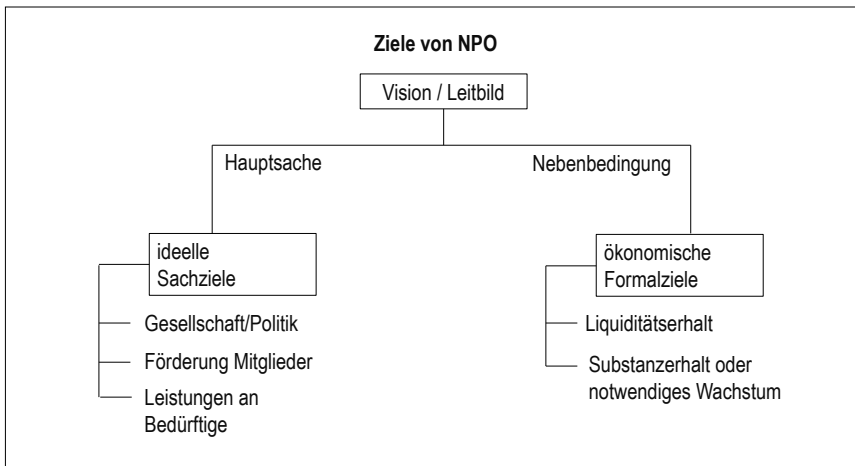 Ziele von NPO
Vision / Leitbild
Hauptsache
Nebenbedingung
ideelle
Sachziele
Gesellschaft/Politik
Förderung Mitglieder
Leistungen an
Bedürftige
ökonomische
Formalziele
Liquiditätserhalt
Substanzerhalt oder
notwendiges Wachstum